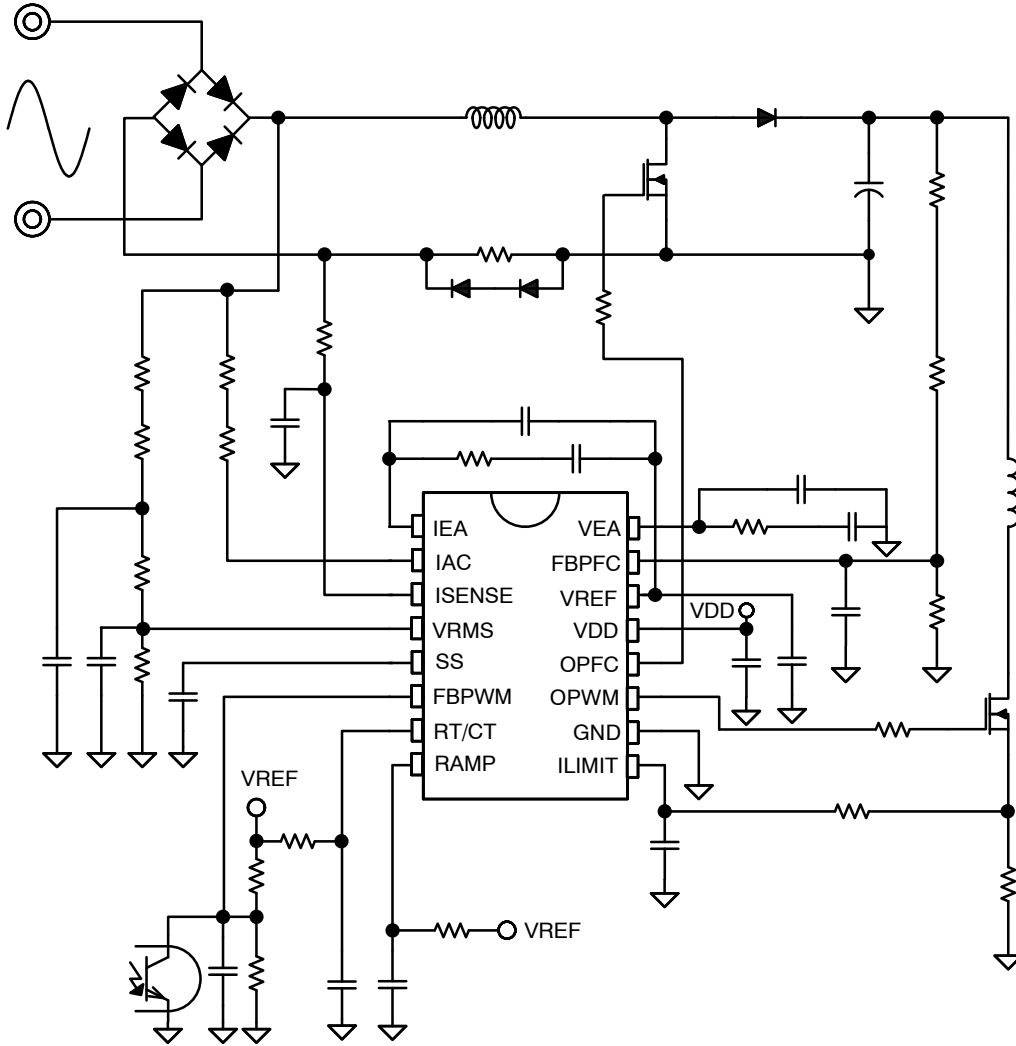 IEA
IAC
ISENSE
VRMS
SS
FBPWM
RT/CT
RAMP
VEA
FBPFC
VREF
VDD
OPFC
OPWM
GND
ILIMIT
VDD
VREF
VREF